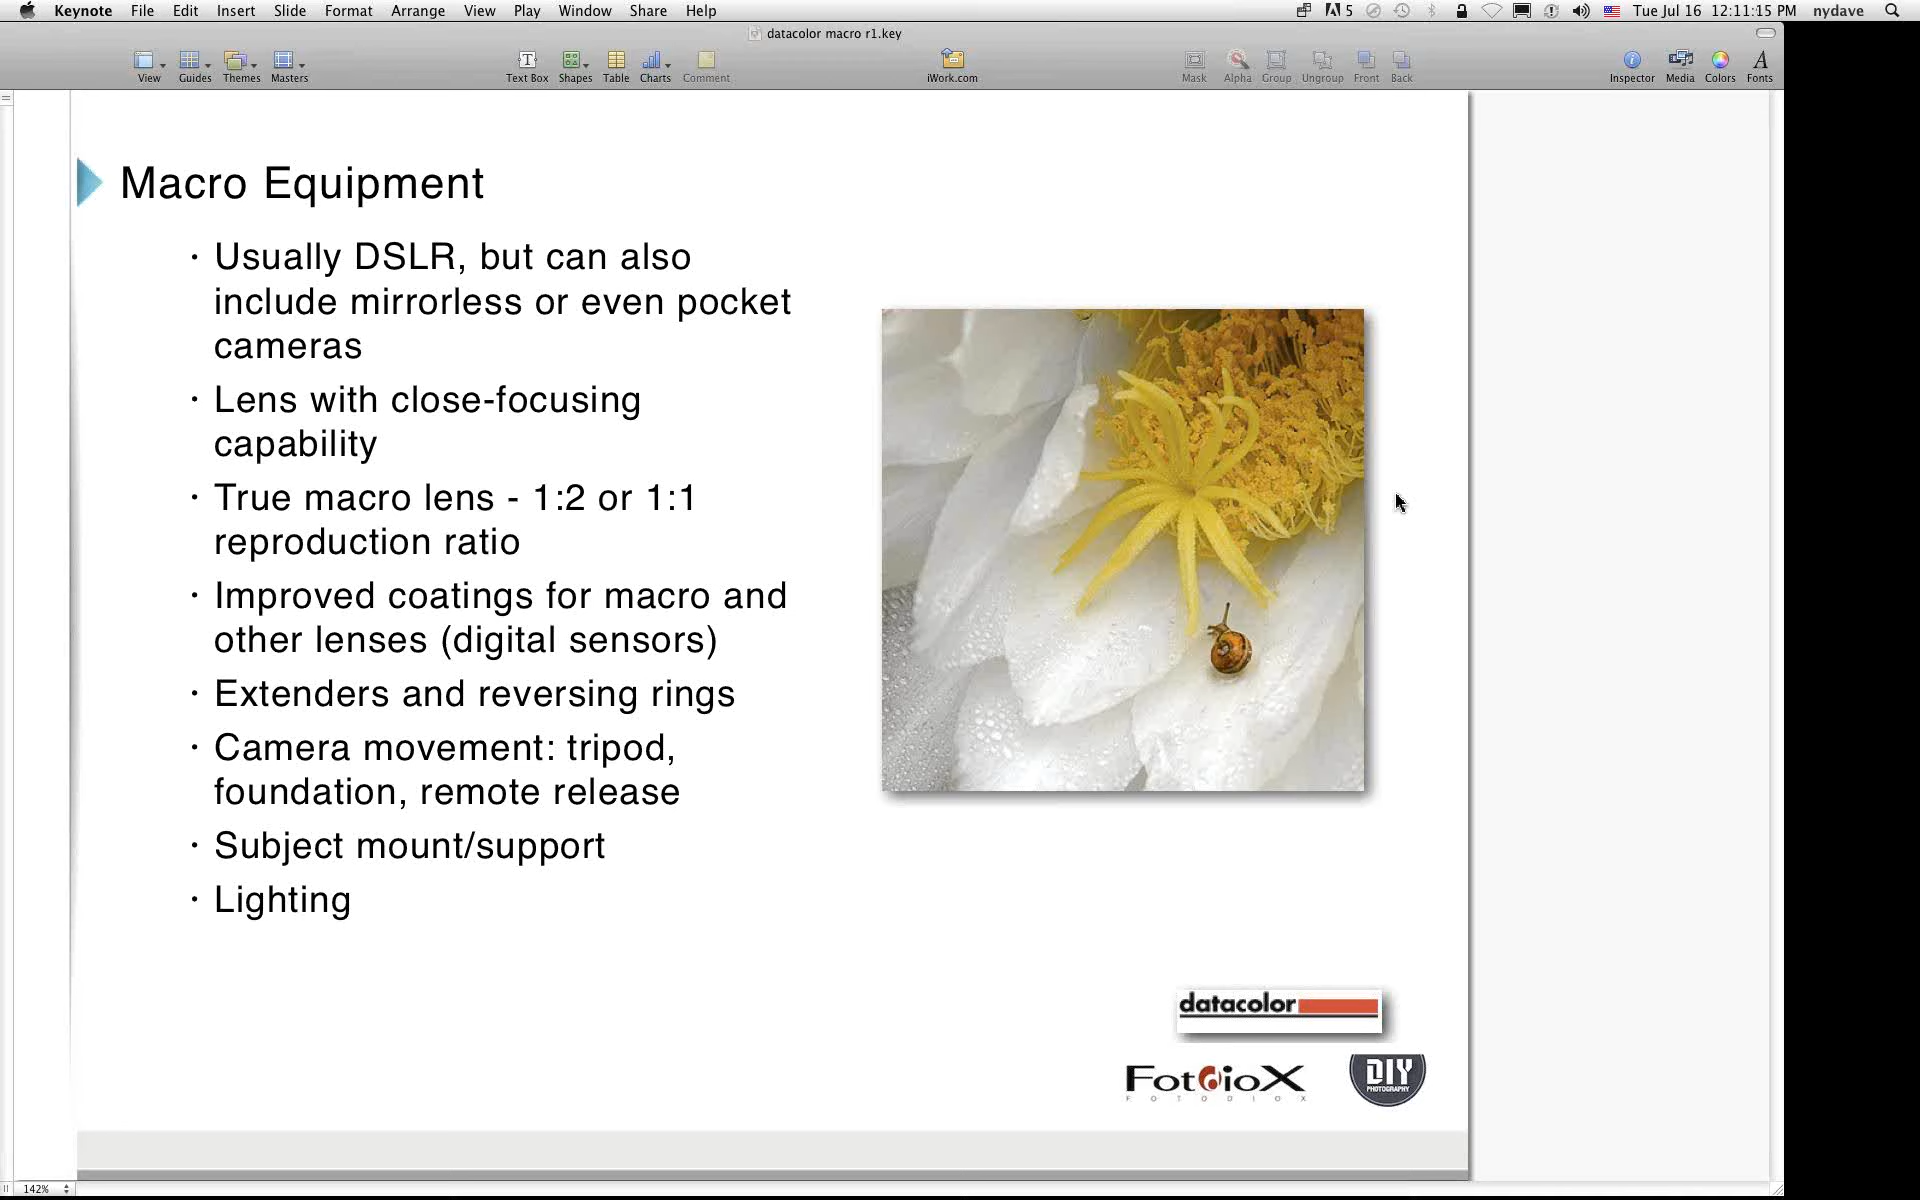 Keynote File Edit Insert Slide Format Arrange View Play Window Share Help 5 Tue Jul 16 12:11:15 PM nydave
datacolor macro r1.key
View Guides Themes Masters Text Box Shapes Table Charts Comment iWork.com Mask Alpha Group Ungroup Front Back Inspector Media Colors Fonts
Macro Equipment
· Usually DSLR, but can also
include mirrorless or even pocket
cameras
· Lens with close-focusing
capability
· True macro lens - 1:2 or 1:1
reproduction ratio
· Improved coatings for macro and
other lenses (digital sensors)
· Extenders and reversing rings
· Camera movement: tripod,
foundation, remote release
· Subject mount/support
· Lighting
datacolor
FotdioX
FOTODIOX
DIY
PHOTOGRAPHY
142%